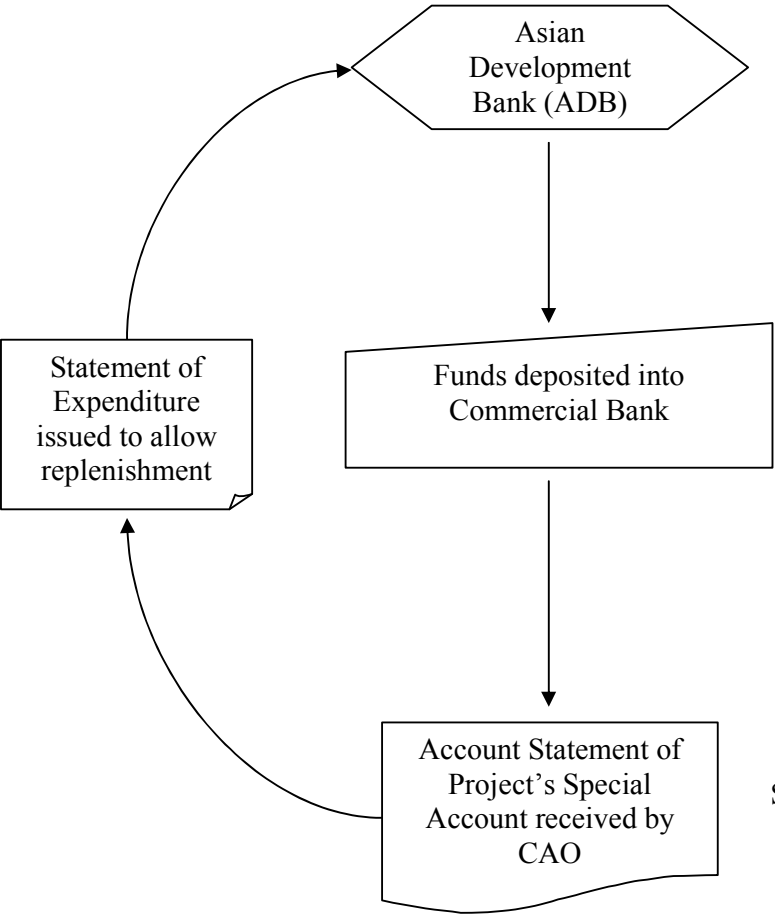 Asian
Development
Bank (ADB)
Funds deposited into
Commercial Bank
Account Statement of
Project’s Special
Account received by
CAO
Statement of
Expenditure
issued to allow
replenishment